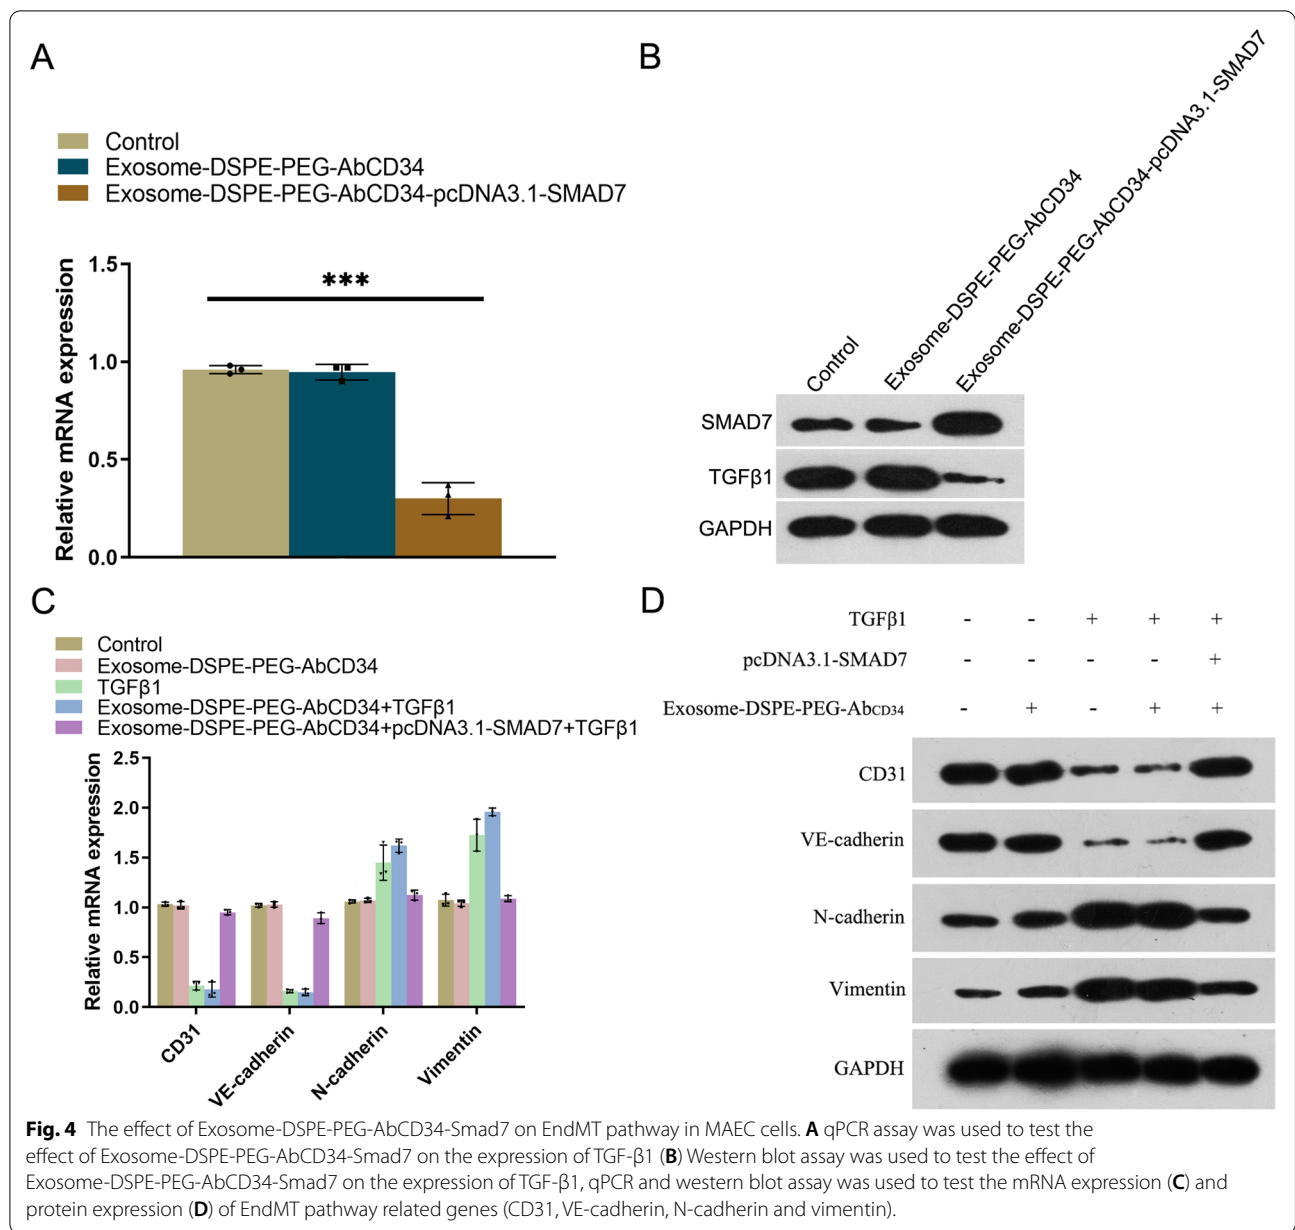 A
Control
Exosome-DSPE-PEG-AbCD34
Exosome-DSPE-PEG-AbCD34-pcDNA3.1-SMAD7
Relative mRNA expression
1.5
1.0
0.5
0.0
***
B
Control
Exosome-DSPE-PEG-AbCD34
Exosome-DSPE-PEG-AbCD34-pcDNA3.1-SMAD7
SMAD7
TGFβ1
GAPDH
C
Control
Exosome-DSPE-PEG-AbCD34
TGFβ1
Exosome-DSPE-PEG-AbCD34+TGFβ1
Exosome-DSPE-PEG-AbCD34+pcDNA3.1-SMAD7+TGFβ1
Relative mRNA expression
2.5
2.0
1.5
1.0
0.5
0.0
CD31
VE-cadherin
N-cadherin
Vimentin
D
TGFβ1 - - + + +
pcDNA3.1-SMAD7 - - - - +
Exosome-DSPE-PEG-AbCD34 - + - + +
CD31
VE-cadherin
N-cadherin
Vimentin
GAPDH
Fig. 4 The effect of Exosome-DSPE-PEG-AbCD34-Smad7 on EndMT pathway in MAEC cells. A qPCR assay was used to test the
effect of Exosome-DSPE-PEG-AbCD34-Smad7 on the expression of TGF-β1 (B) Western blot assay was used to test the effect of
Exosome-DSPE-PEG-AbCD34-Smad7 on the expression of TGF-β1, qPCR and western blot assay was used to test the mRNA expression (C) and
protein expression (D) of EndMT pathway related genes (CD31, VE-cadherin, N-cadherin and vimentin).